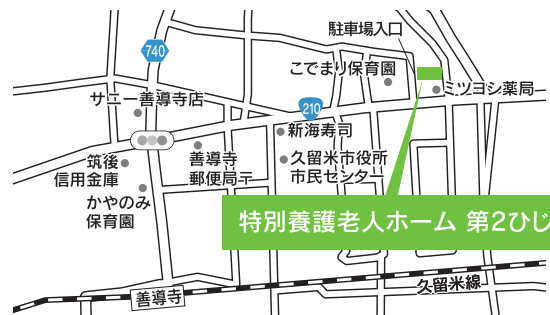 駐車場入口
740
こでまり保育園
ミツヨシ薬局
サニー善導寺店
210
新海寿司
善導寺
郵便局〒
久留米市役所
市民センター
筑後
信用金庫
かやのみ
保育園
特別養護老人ホーム 第2ひじ
久留米線
善導寺